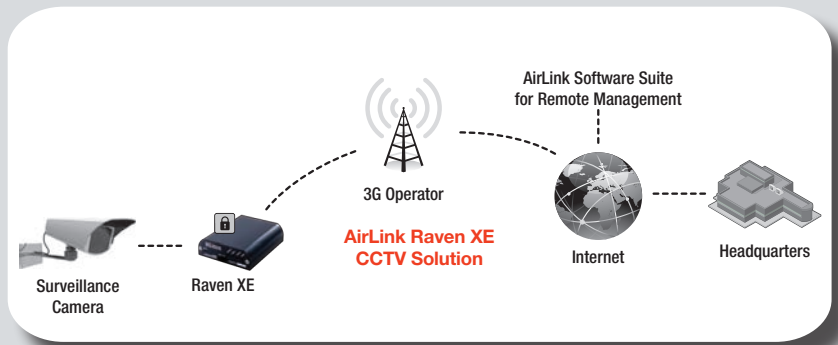 AirLink Software Suite
for Remote Management
3G Operator
AirLink Raven XE
CCTV Solution
Internet
Headquarters
Surveillance
Camera
Raven XE